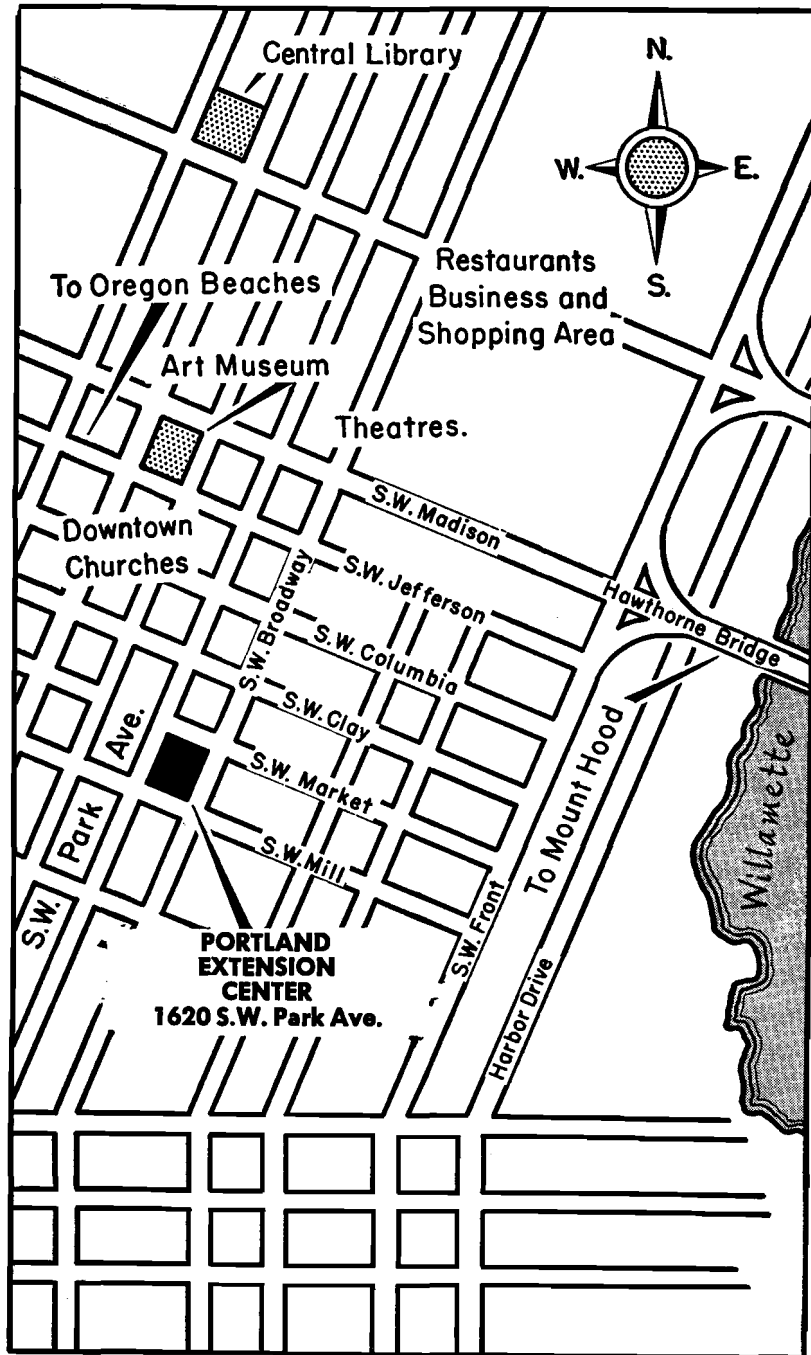 Central Library
N.
W.
E.
S.
Restaurants
Business and
Shopping Area
To Oregon Beaches
Art Museum
Theatres.
S.W. Madison
Downtown
Churches
S.W. Jefferson
Hawthorne Bridge
S.W. Broadway
S.W. Columbia
S.W. Clay
S.W. Market
S.W. Mill
S.W. Park Ave.
To Mount Hood
Willamette
S.W. Front
Harbor Drive
PORTLAND
EXTENSION
CENTER
1620 S.W. Park Ave.